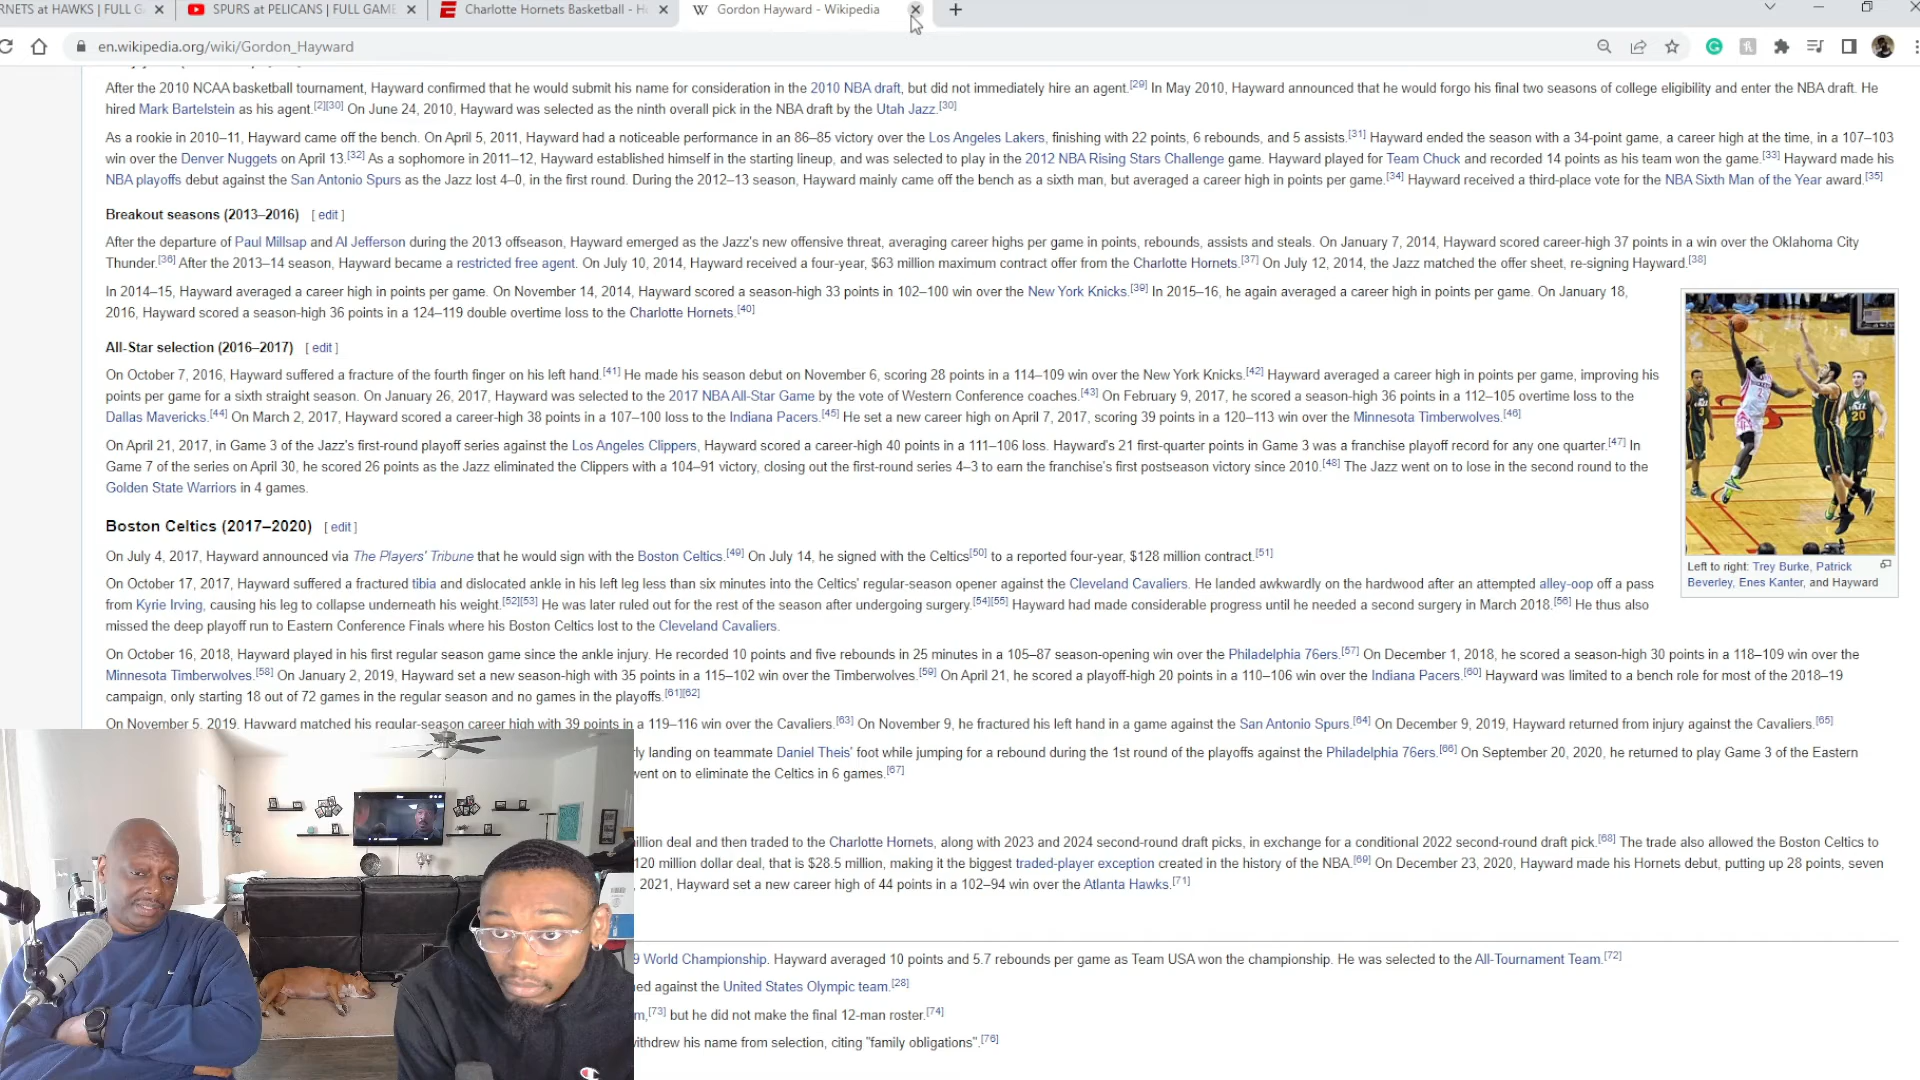 RNETS at HAWKS | FULL G
SPURS at PELICANS | FULL GAME
Charlotte Hornets Basketball - H
Gordon Hayward - Wikipedia
en.wikipedia.org/wiki/Gordon_Hayward
After the 2010 NCAA basketball tournament, Hayward confirmed that he would submit his name for consideration in the 2010 NBA draft, but did not immediately hire an agent.[29] In May 2010, Hayward announced that he would forgo his final two seasons of college eligibility and enter the NBA draft. He
hired Mark Bartelstein as his agent.[2][30] On June 24, 2010, Hayward was selected as the ninth overall pick in the NBA draft by the Utah Jazz.[30]
As a rookie in 2010–11, Hayward came off the bench. On April 5, 2011, Hayward had a noticeable performance in an 86–85 victory over the Los Angeles Lakers, finishing with 22 points, 6 rebounds, and 5 assists.[31] Hayward ended the season with a 34-point game, a career high at the time, in a 107–103
win over the Denver Nuggets on April 13.[32] As a sophomore in 2011–12, Hayward established himself in the starting lineup, and was selected to play in the 2012 NBA Rising Stars Challenge game. Hayward played for Team Chuck and recorded 14 points as his team won the game.[33] Hayward made his
NBA playoffs debut against the San Antonio Spurs as the Jazz lost 4–0, in the first round. During the 2012–13 season, Hayward mainly came off the bench as a sixth man, but averaged a career high in points per game.[34] Hayward received a third-place vote for the NBA Sixth Man of the Year award.[35]
Breakout seasons (2013–2016) [ edit ]
After the departure of Paul Millsap and Al Jefferson during the 2013 offseason, Hayward emerged as the Jazz's new offensive threat, averaging career highs per game in points, rebounds, assists and steals. On January 7, 2014, Hayward scored career-high 37 points in a win over the Oklahoma City
Thunder.[36] After the 2013–14 season, Hayward became a restricted free agent. On July 10, 2014, Hayward received a four-year, $63 million maximum contract offer from the Charlotte Hornets.[37] On July 12, 2014, the Jazz matched the offer sheet, re-signing Hayward.[38]
In 2014–15, Hayward averaged a career high in points per game. On November 14, 2014, Hayward scored a season-high 33 points in 102–100 win over the New York Knicks.[39] In 2015–16, he again averaged a career high in points per game. On January 18,
2016, Hayward scored a season-high 36 points in a 124–119 double overtime loss to the Charlotte Hornets.[40]
All-Star selection (2016–2017) [ edit ]
On October 7, 2016, Hayward suffered a fracture of the fourth finger on his left hand.[41] He made his season debut on November 6, scoring 28 points in a 114–109 win over the New York Knicks.[42] Hayward averaged a career high in points per game, improving his
points per game for a sixth straight season. On January 26, 2017, Hayward was selected to the 2017 NBA All-Star Game by the vote of Western Conference coaches.[43] On February 9, 2017, he scored a season-high 36 points in a 112–105 overtime loss to the
Dallas Mavericks.[44] On March 2, 2017, Hayward scored a career-high 38 points in a 107–100 loss to the Indiana Pacers.[45] He set a new career high on April 7, 2017, scoring 39 points in a 120–113 win over the Minnesota Timberwolves.[46]
On April 21, 2017, in Game 3 of the Jazz's first-round playoff series against the Los Angeles Clippers, Hayward scored a career-high 40 points in a 111–106 loss. Hayward's 21 first-quarter points in Game 3 was a franchise playoff record for any one quarter.[47] In
Game 7 of the series on April 30, he scored 26 points as the Jazz eliminated the Clippers with a 104–91 victory, closing out the first-round series 4–3 to earn the franchise's first postseason victory since 2010.[48] The Jazz went on to lose in the second round to the
Golden State Warriors in 4 games.
Left to right: Trey Burke, Patrick
Beverley, Enes Kanter, and Hayward
Boston Celtics (2017–2020) [ edit ]
On July 4, 2017, Hayward announced via The Players' Tribune that he would sign with the Boston Celtics.[49] On July 14, he signed with the Celtics[50] to a reported four-year, $128 million contract.[51]
On October 17, 2017, Hayward suffered a fractured tibia and dislocated ankle in his left leg less than six minutes into the Celtics' regular-season opener against the Cleveland Cavaliers. He landed awkwardly on the hardwood after an attempted alley-oop off a pass
from Kyrie Irving, causing his leg to collapse underneath his weight.[52][53] He was later ruled out for the rest of the season after undergoing surgery.[54][55] Hayward had made considerable progress until he needed a second surgery in March 2018.[56] He thus also
missed the deep playoff run to Eastern Conference Finals where his Boston Celtics lost to the Cleveland Cavaliers.
On October 16, 2018, Hayward played in his first regular season game since the ankle injury. He recorded 10 points and five rebounds in 25 minutes in a 105–87 season-opening win over the Philadelphia 76ers.[57] On December 1, 2018, he scored a season-high 30 points in a 118–109 win over the
Minnesota Timberwolves.[58] On January 2, 2019, Hayward set a new season-high with 35 points in a 115–102 win over the Timberwolves.[59] On April 21, he scored a playoff-high 20 points in a 110–106 win over the Indiana Pacers.[60] Hayward was limited to a bench role for most of the 2018–19
campaign, only starting 18 out of 72 games in the regular season and no games in the playoffs.[61][62]
On November 5, 2019, Hayward matched his regular-season career high with 39 points in a 119–116 win over the Cavaliers.[63] On November 9, he fractured his left hand in a game against the San Antonio Spurs.[64] On December 9, 2019, Hayward returned from injury against the Cavaliers.[65]
rly landing on teammate Daniel Theis' foot while jumping for a rebound during the 1st round of the playoffs against the Philadelphia 76ers.[66] On September 20, 2020, he returned to play Game 3 of the Eastern
went on to eliminate the Celtics in 6 games.[67]
illion deal and then traded to the Charlotte Hornets, along with 2023 and 2024 second-round draft picks, in exchange for a conditional 2022 second-round draft pick.[68] The trade also allowed the Boston Celtics to
120 million dollar deal, that is $28.5 million, making it the biggest traded-player exception created in the history of the NBA.[69] On December 23, 2020, Hayward made his Hornets debut, putting up 28 points, seven
, 2021, Hayward set a new career high of 44 points in a 102–94 win over the Atlanta Hawks.[71]
9 World Championship. Hayward averaged 10 points and 5.7 rebounds per game as Team USA won the championship. He was selected to the All-Tournament Team.[72]
ed against the United States Olympic team.[28]
m,[73] but he did not make the final 12-man roster.[74]
withdrew his name from selection, citing "family obligations".[76]